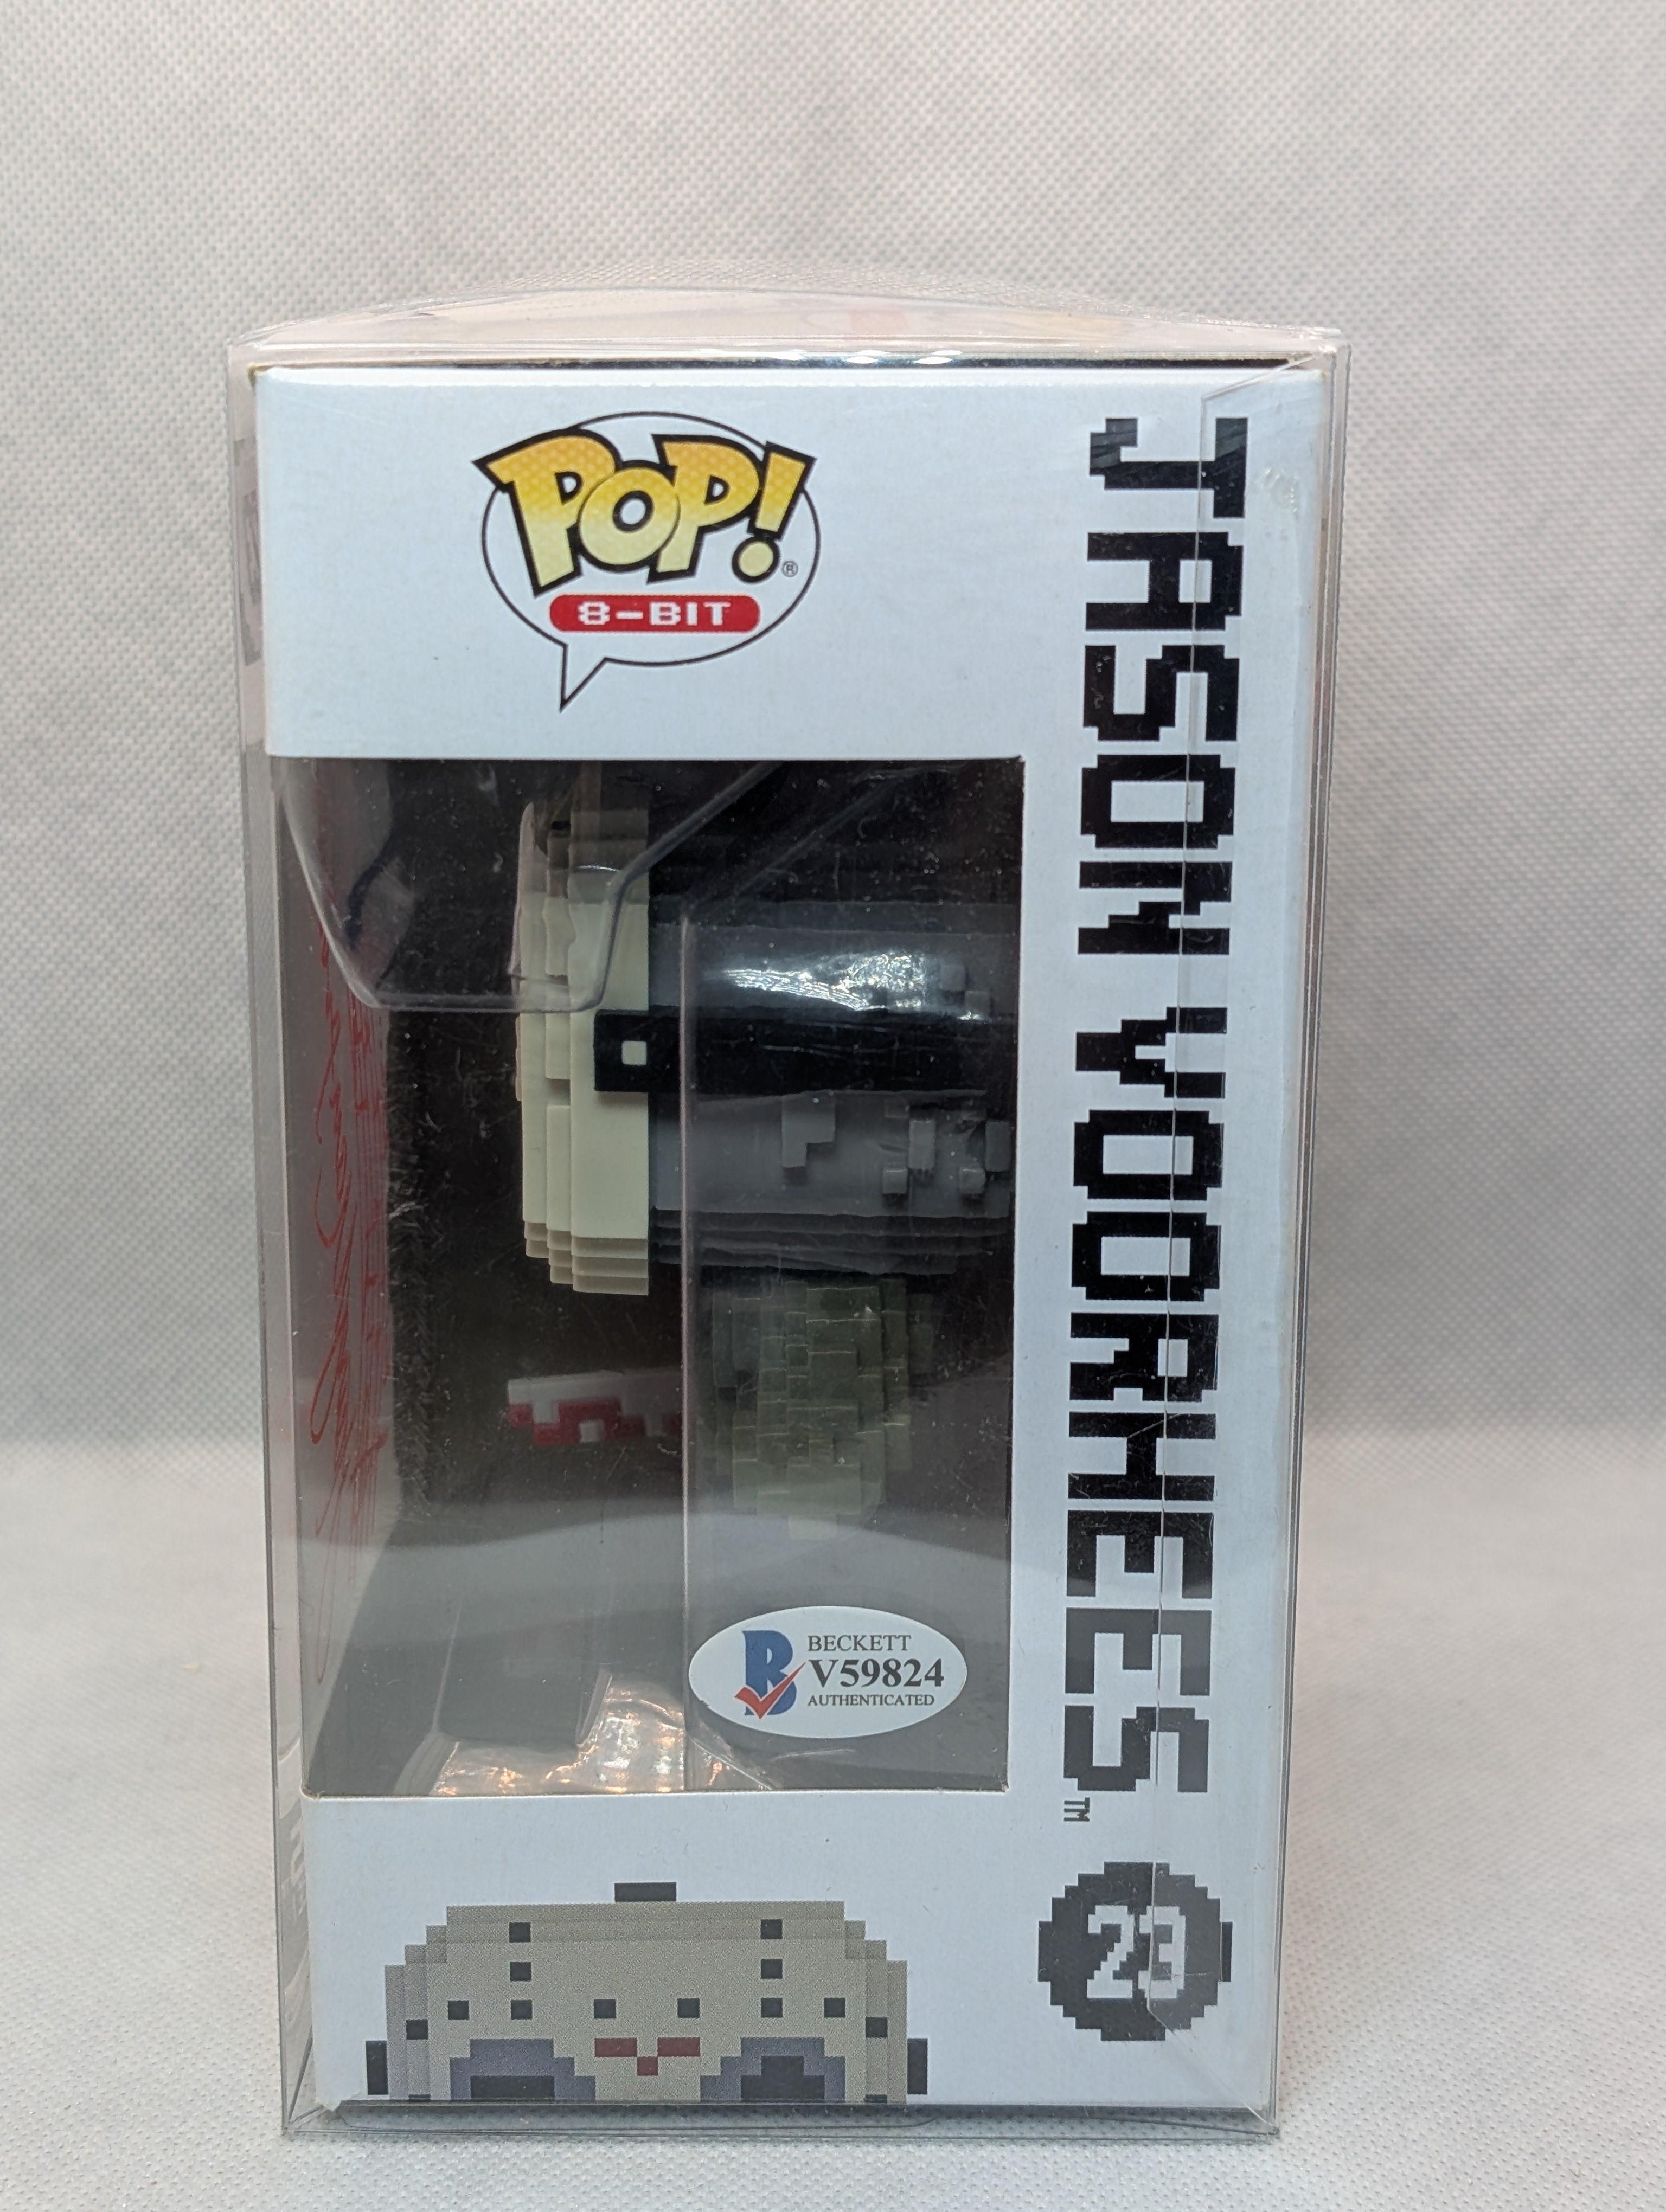 POP!®
8-BIT
JASON VOORHEES™
23
BECKETT
V59824
AUTHENTICATED